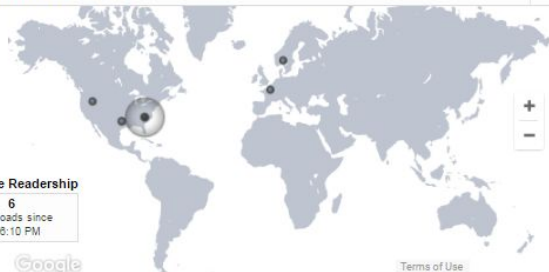 +
−
e Readership
6
oads since
6:10 PM
Google
Terms of Use